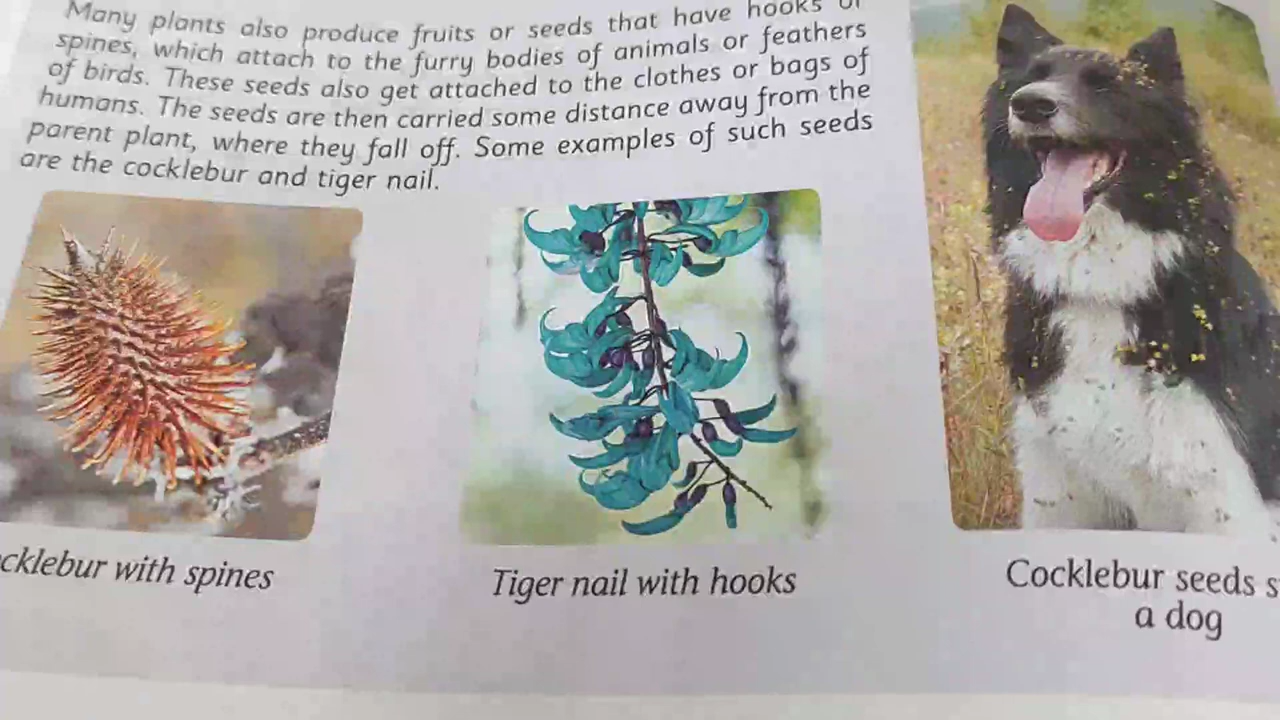 Many plants also produce fruits or seeds that have hooks or
spines, which attach to the furry bodies of animals or feathers
of birds. These seeds also get attached to the clothes or bags of
humans. The seeds are then carried some distance away from the
parent plant, where they fall off. Some examples of such seeds
are the cocklebur and tiger nail.
cklebur with spines
Tiger nail with hooks
Cocklebur seeds s
a dog